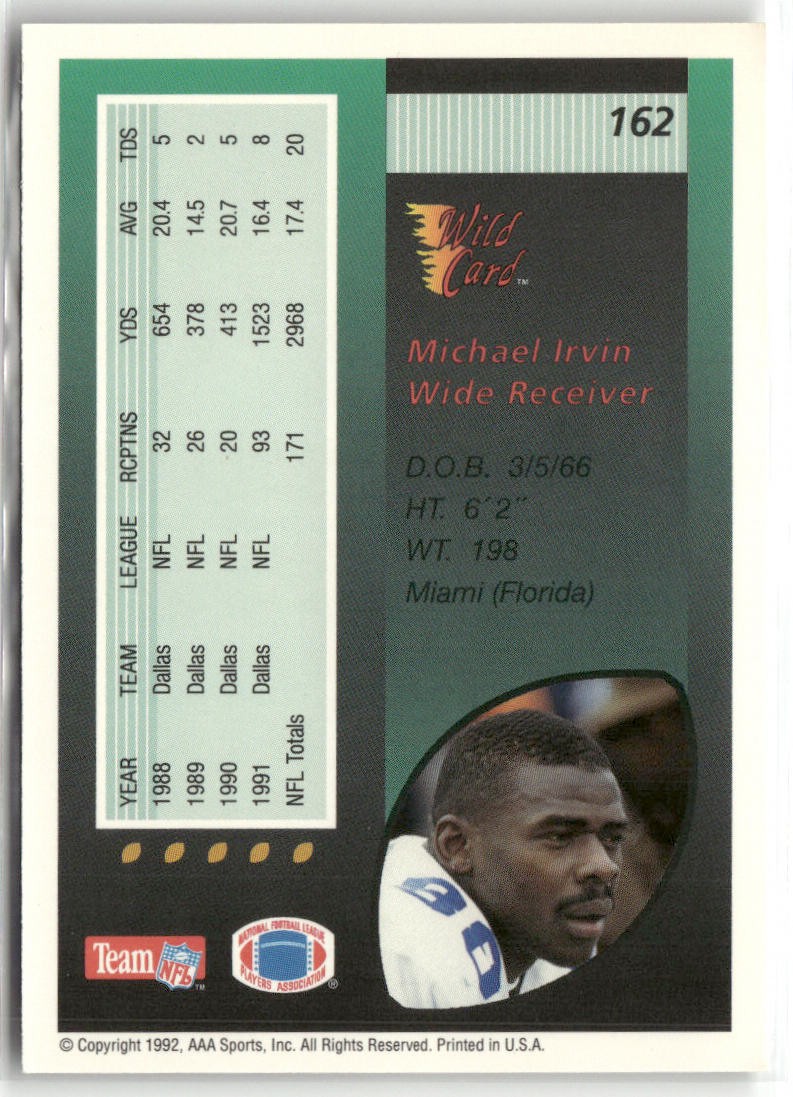 162
Wild
Card™
Michael Irvin
Wide Receiver
D.O.B. 3/5/66
HT. 6´2˝
WT. 198
Miami (Florida)
YEAR TEAM LEAGUE RCPTNS YDS AVG TDS
1988 Dallas NFL 32 654 20.4 5
1989 Dallas NFL 26 378 14.5 2
1990 Dallas NFL 20 413 20.7 5
1991 Dallas NFL 93 1523 16.4 8
NFL Totals 171 2968 17.4 20
Team NFL™
NATIONAL FOOTBALL LEAGUE
PLAYERS ASSOCIATION®
© Copyright 1992, AAA Sports, Inc. All Rights Reserved. Printed in U.S.A.